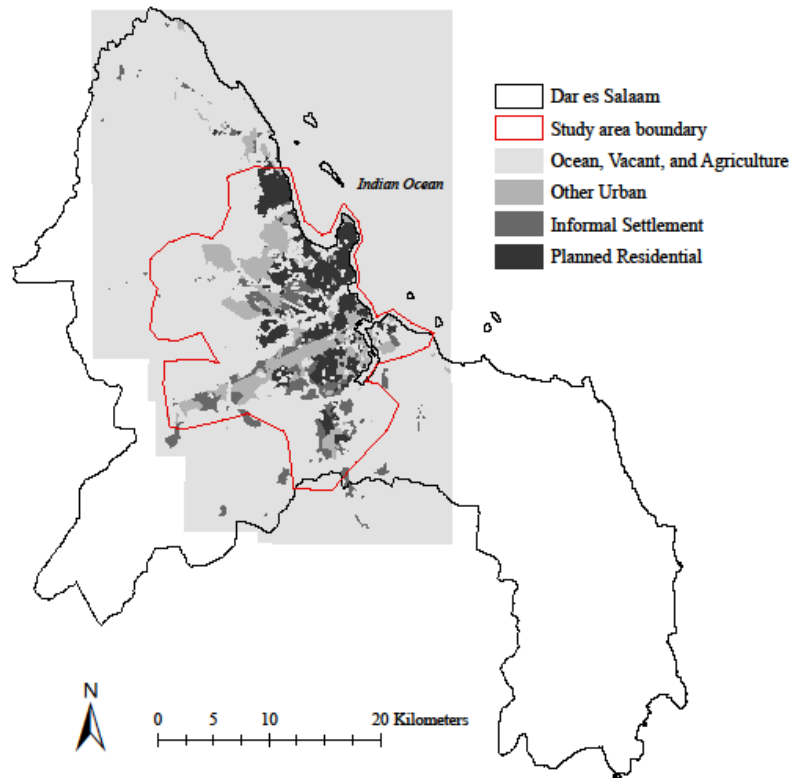 Dar es Salaam
Study area boundary
Ocean, Vacant, and Agriculture
Indian Ocean
Other Urban
Informal Settlement
Planned Residential
N
0 5 10 20 Kilometers